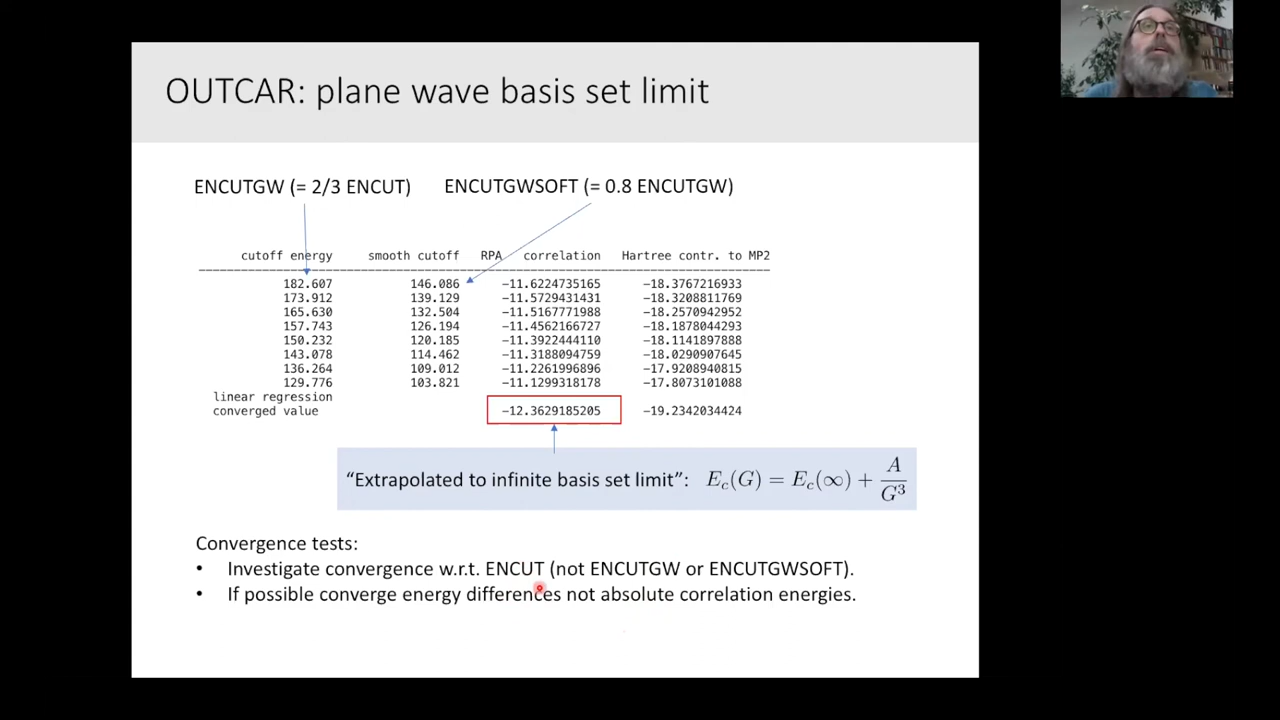 OUTCAR: plane wave basis set limit
ENCUTGW (= 2/3 ENCUT) ENCUTGWSOFT (= 0.8 ENCUTGW)
cutoff energy smooth cutoff RPA correlation Hartree contr. to MP2
182.607 146.086 -11.6224735165 -18.3767216933
173.912 139.129 -11.5729431431 -18.3208811769
165.630 132.504 -11.5167771988 -18.2570942952
157.743 126.194 -11.4562166727 -18.1878044293
150.232 120.185 -11.3922444110 -18.1141897888
143.078 114.462 -11.3188094759 -18.0290907645
136.264 109.012 -11.2261996896 -17.9208940815
129.776 103.821 -11.1299318178 -17.8073101088
linear regression
converged value -12.3629185205 -19.2342034424
“Extrapolated to infinite basis set limit”: E_c(G) = E_c(∞) + A/G³
Convergence tests:
• Investigate convergence w.r.t. ENCUT (not ENCUTGW or ENCUTGWSOFT).
• If possible converge energy differences not absolute correlation energies.